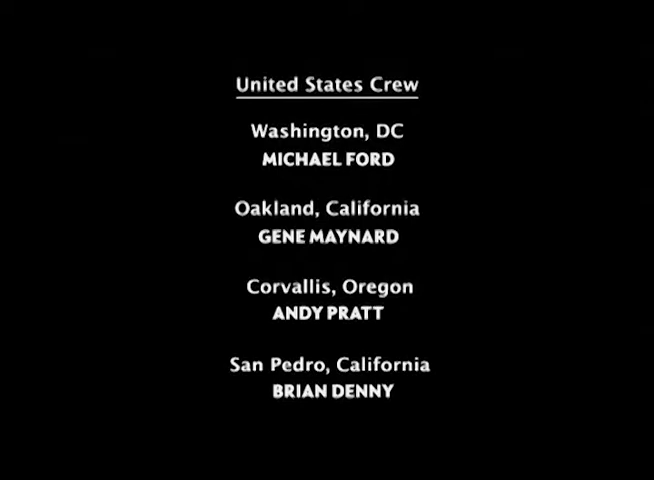 United States Crew
Washington, DC
MICHAEL FORD
Oakland, California
GENE MAYNARD
Corvallis, Oregon
ANDY PRATT
San Pedro, California
BRIAN DENNY